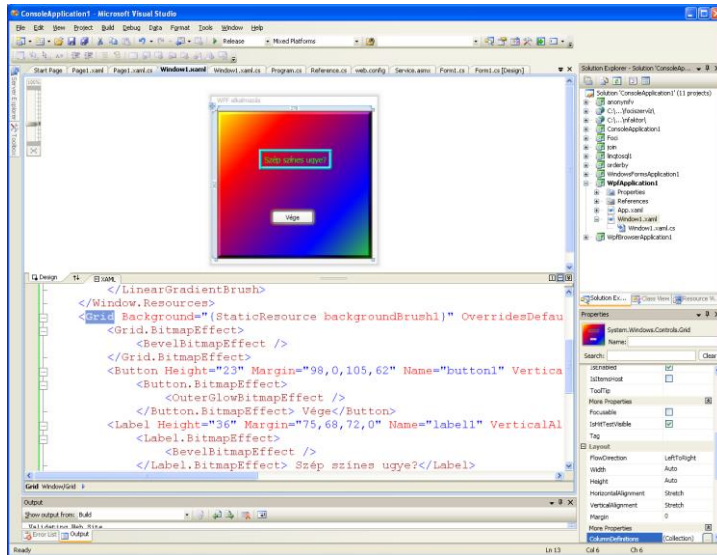 ConsoleApplication1 - Microsoft Visual Studio
File Edit View Project Build Debug Data Format Tools Window Help
Release Mixed Platforms
Start Page Page1.xaml Page1.xaml.cs Window1.xaml Window1.xaml.cs Program.cs Reference.cs web.config Service.asmx Form1.cs Form1.cs [Design]
Server Explorer
Toolbox
WPF alkalmazás
Szép színes ugye?
Vége
Design XAML
</LinearGradientBrush>
</Window.Resources>
<Grid Background="{StaticResource backgroundBrush1}" OverridesDefau
<Grid.BitmapEffect>
<BevelBitmapEffect />
</Grid.BitmapEffect>
<Button Height="23" Margin="98,0,105,62" Name="button1" Vertica
<Button.BitmapEffect>
<OuterGlowBitmapEffect />
</Button.BitmapEffect> Vége</Button>
<Label Height="36" Margin="75,68,72,0" Name="label1" VerticalAl
<Label.BitmapEffect>
<BevelBitmapEffect />
</Label.BitmapEffect> Szép színes ugye?</Label>
Grid Window/Grid
Output
Show output from: Build
Validating Web Site
Error List Output
Ready Ln 13 Col 6 Ch 6
Solution Explorer - Solution 'ConsoleAp...
Solution 'ConsoleApplication1' (11 projects)
anonymfv
C:\...\fociszerviz\
C:\...\nfaktor\
ConsoleApplication1
Foci
join
linqtosql1
orderby
WindowsFormsApplication1
WpfApplication1
Properties
References
App.xaml
Window1.xaml
Window1.xaml.cs
WpfBrowserApplication1
Solution Ex... Class View Resource V...
Properties
System.Windows.Controls.Grid
Name:
Search: Clear
IsEnabled
IsItemsHost
ToolTip
More Properties
Focusable
IsHitTestVisible
Tag
Layout
FlowDirection LeftToRight
Width Auto
Height Auto
HorizontalAlignment Stretch
VerticalAlignment Stretch
Margin 0
More Properties
ColumnDefinitions (Collection)